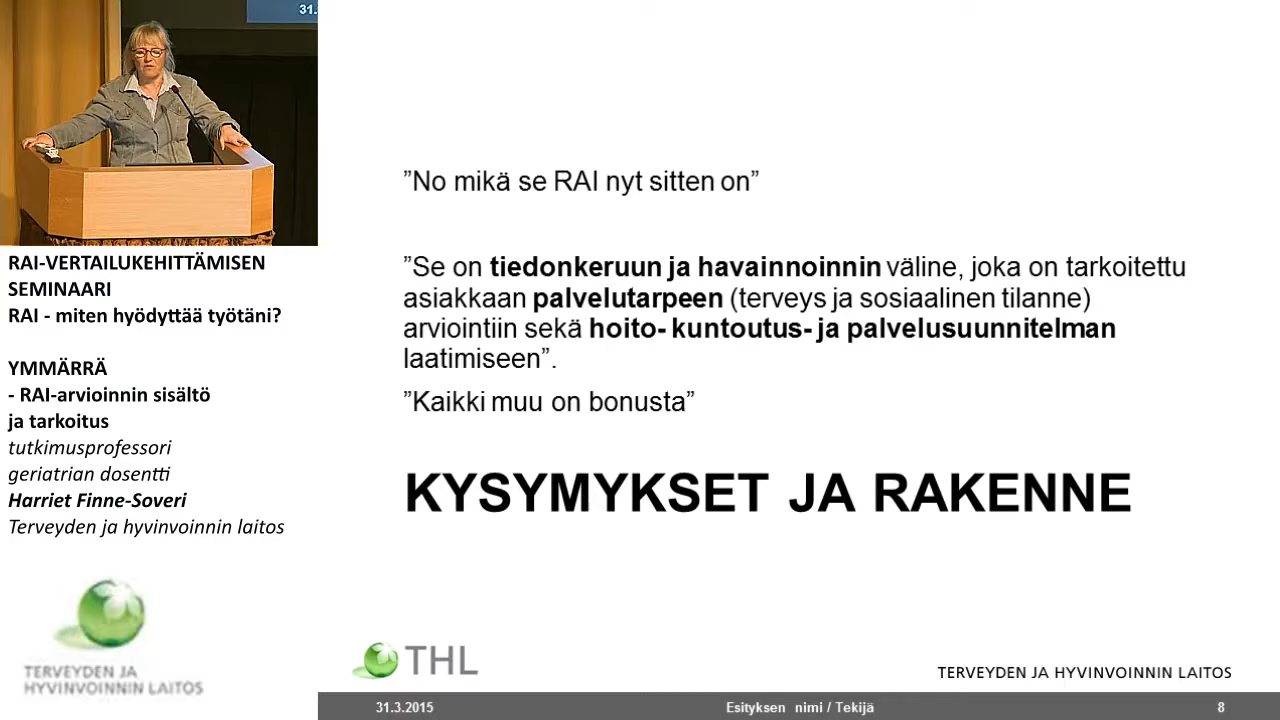 31.
RAI-VERTAILUKEHITTÄMISEN
SEMINAARI
RAI - miten hyödyttää työtäni?
YMMÄRRÄ
- RAI-arvioinnin sisältö
ja tarkoitus
tutkimusprofessori
geriatrian dosentti
Harriet Finne-Soveri
Terveyden ja hyvinvoinnin laitos
TERVEYDEN JA
HYVINVOINNIN LAITOS
”No mikä se RAI nyt sitten on”
”Se on tiedonkeruun ja havainnoinnin väline, joka on tarkoitettu
asiakkaan palvelutarpeen (terveys ja sosiaalinen tilanne)
arviointiin sekä hoito- kuntoutus- ja palvelusuunnitelman
laatimiseen”.
”Kaikki muu on bonusta”
KYSYMYKSET JA RAKENNE
THL
TERVEYDEN JA HYVINVOINNIN LAITOS
31.3.2015
Esityksen nimi / Tekijä
8